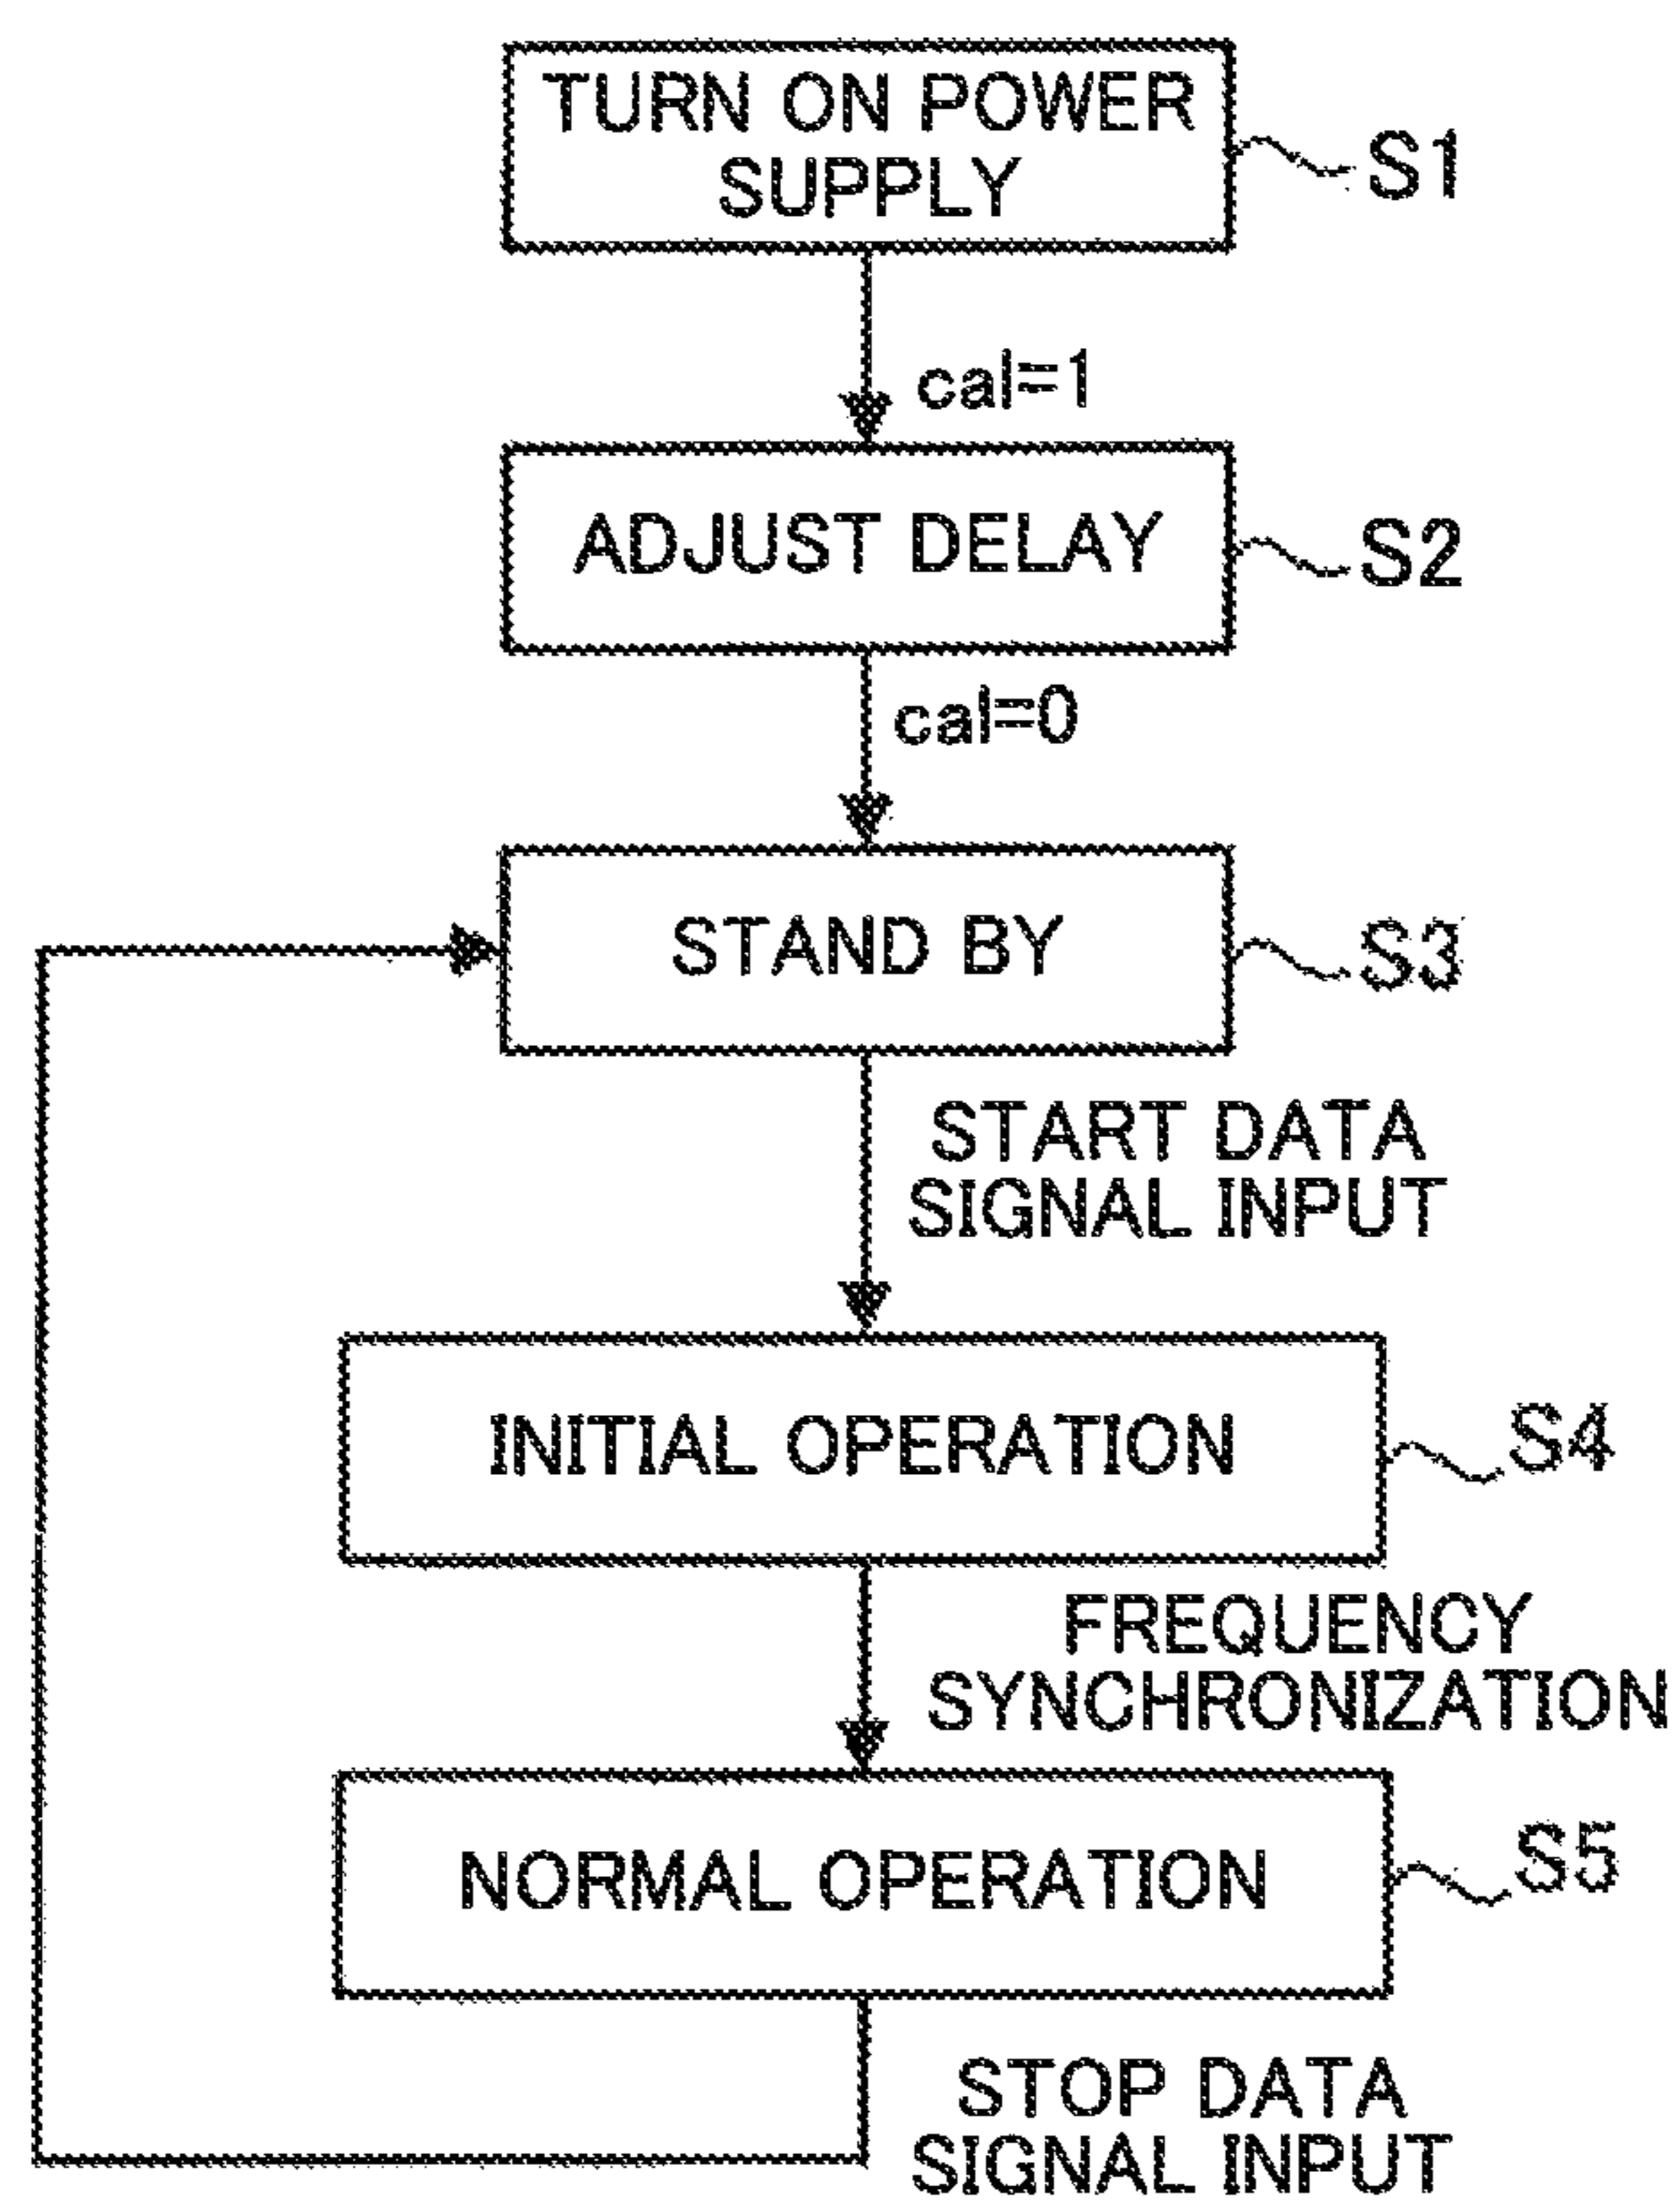 TURN ON POWER
SUPPLY
S1
cal=1
ADJUST DELAY
S2
cal=0
STAND BY
S3
START DATA
SIGNAL INPUT
INITIAL OPERATION
S4
FREQUENCY
SYNCHRONIZATION
NORMAL OPERATION
S5
STOP DATA
SIGNAL INPUT